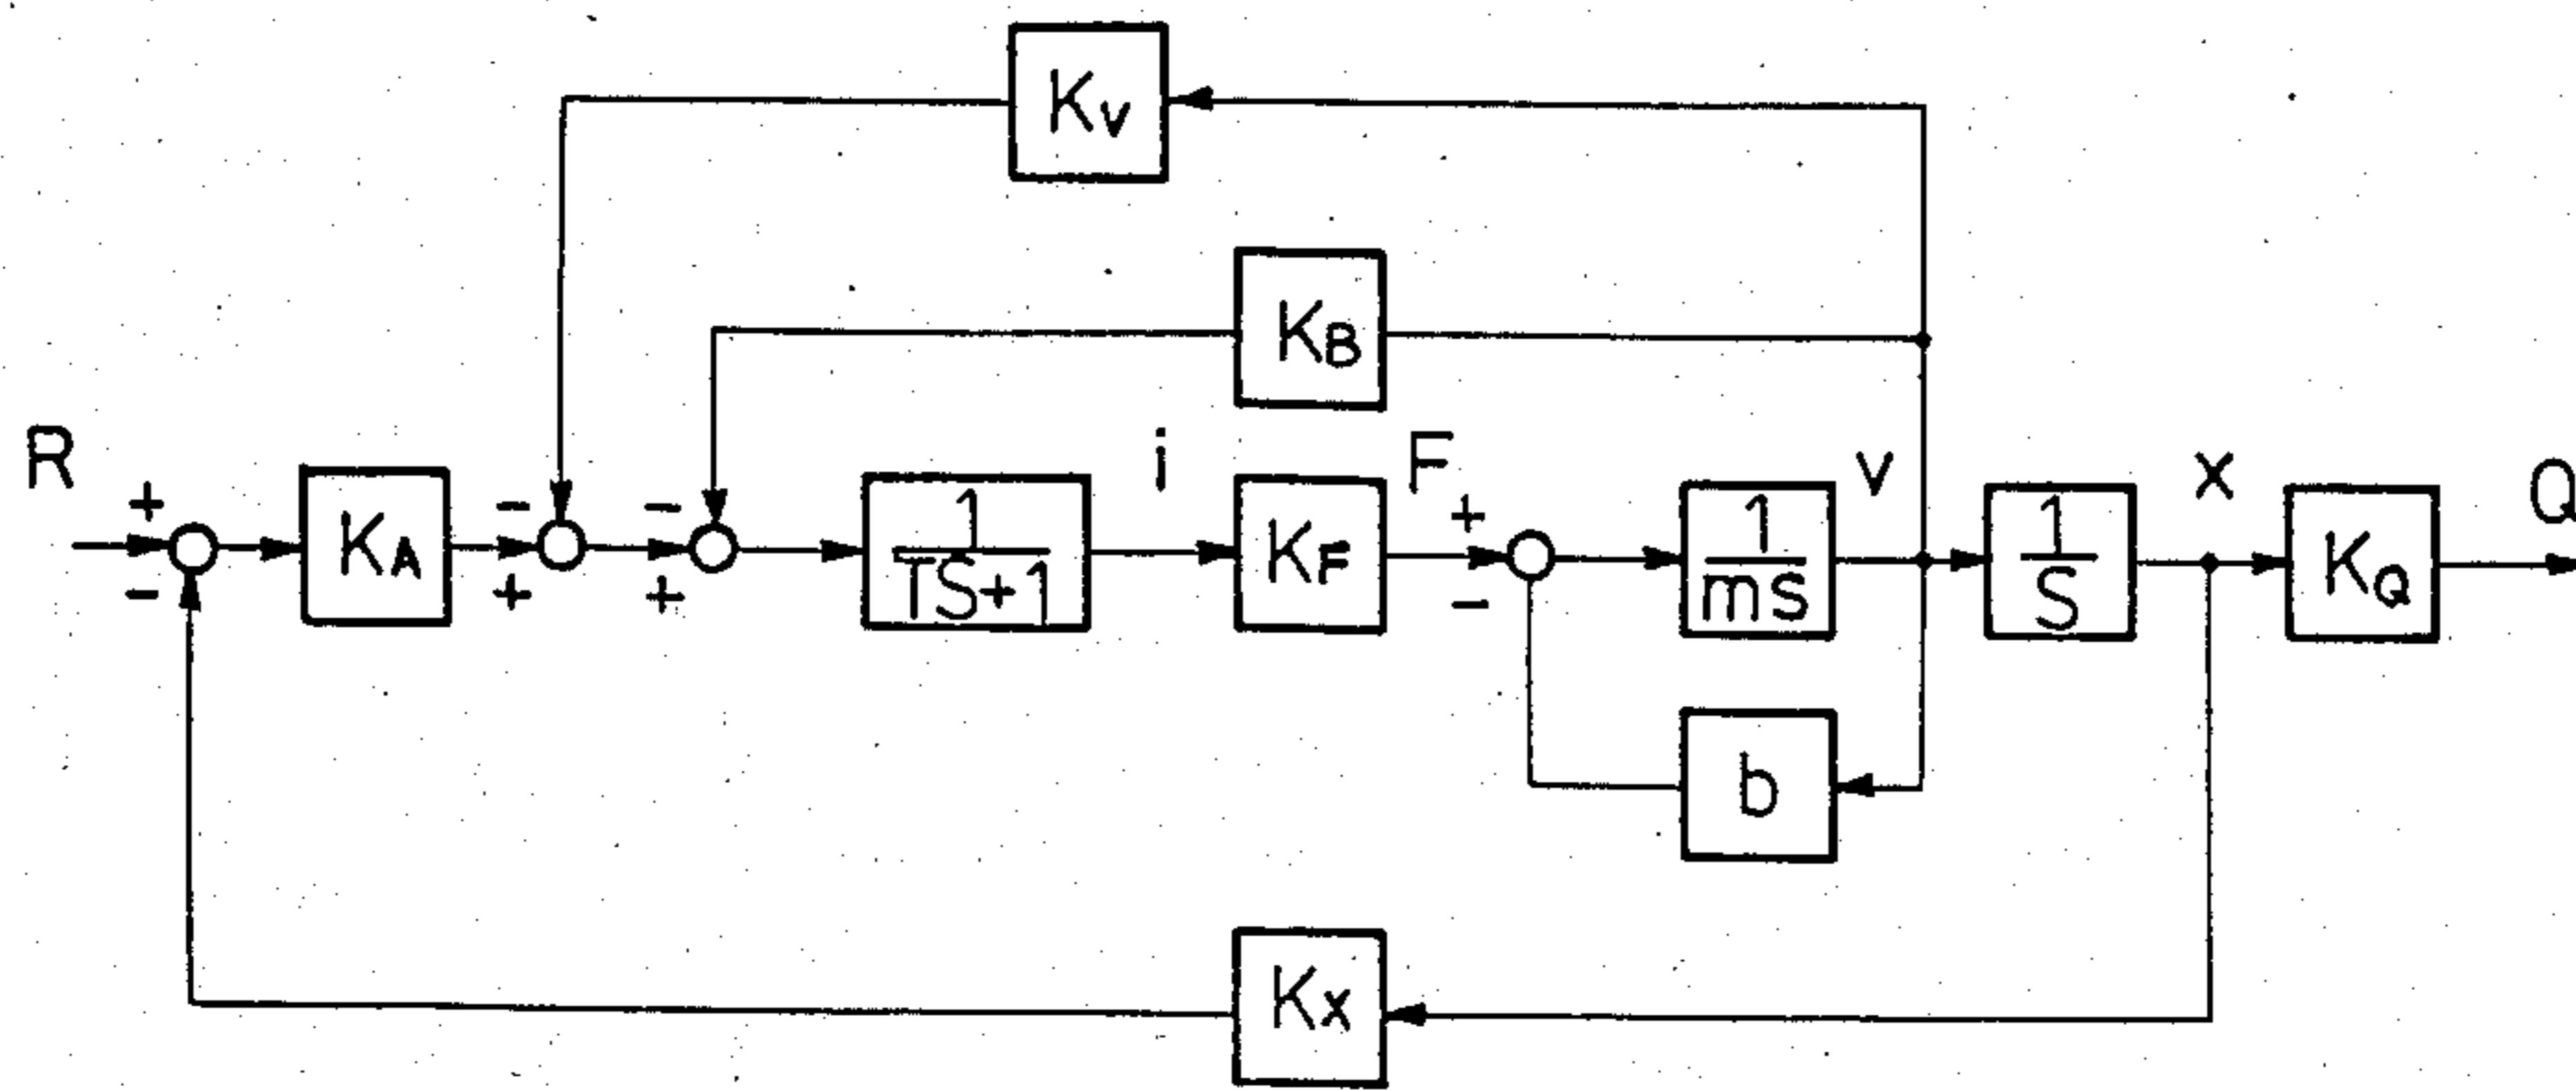 Kv
KB
R
+
-
KA
-
+
-
+
1
TS+1
i
KF
F
+
-
1
ms
v
1
S
x
KQ
Q
b
Kx